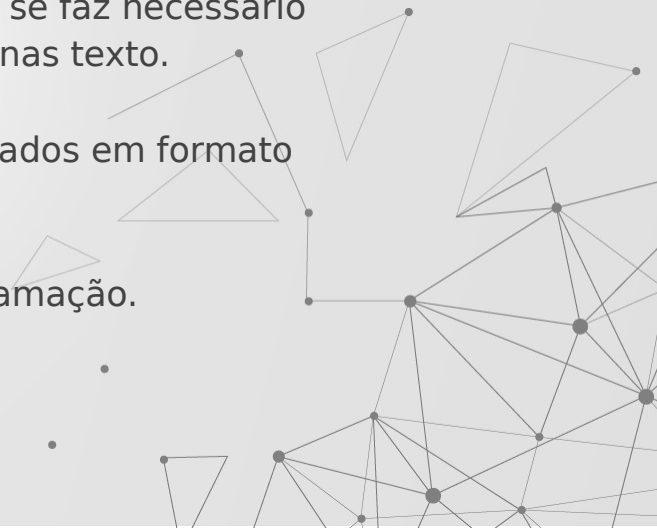 se faz necessário
nas texto.
ados em formato
amação.